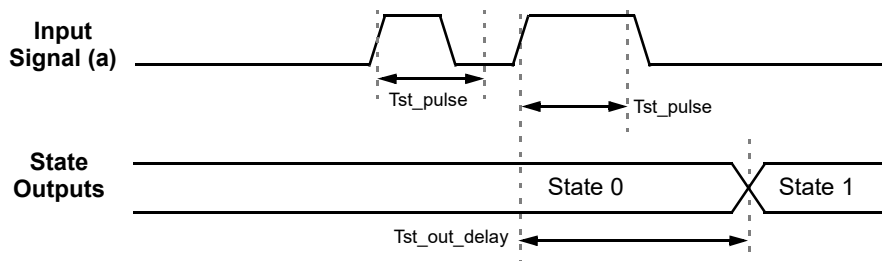 Input
Signal (a)
Tst_pulse
Tst_pulse
State
Outputs
State 0
State 1
Tst_out_delay